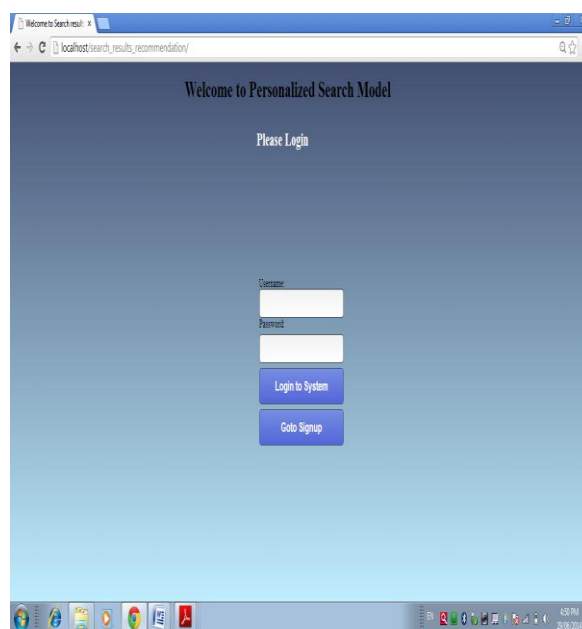 Welcome to Search result: x
localhost/search_results_recommendation/
Welcome to Personalized Search Model
Please Login
Username:
Password
Login to System
Goto Signup
EN
4:50 PM